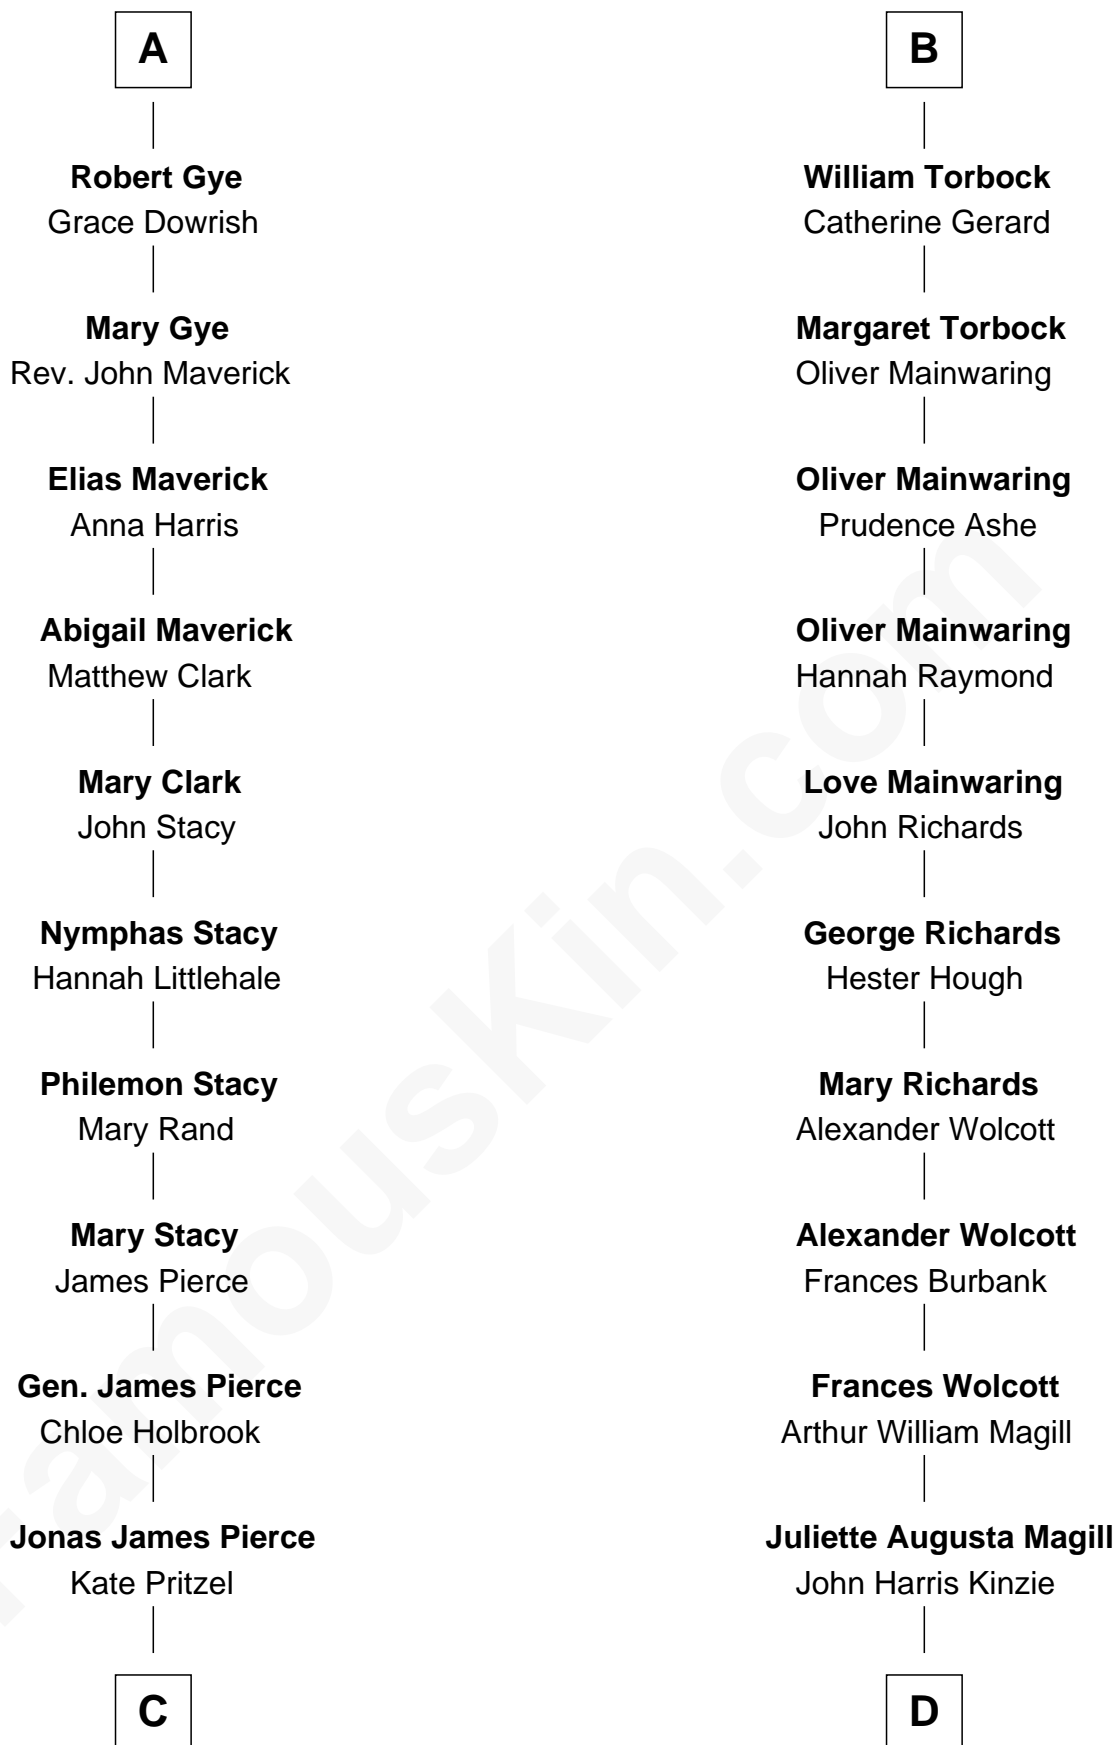 A
Robert Gye
Grace Dowrish
Mary Gye
Rev. John Maverick
Elias Maverick
Anna Harris
Abigail Maverick
Matthew Clark
Mary Clark
John Stacy
Nymphas Stacy
Hannah Littlehale
Philemon Stacy
Mary Rand
Mary Stacy
James Pierce
Gen. James Pierce
Chloe Holbrook
Jonas James Pierce
Kate Pritzel
C
B
William Torbock
Catherine Gerard
Margaret Torbock
Oliver Mainwaring
Oliver Mainwaring
Prudence Ashe
Oliver Mainwaring
Hannah Raymond
Love Mainwaring
John Richards
George Richards
Hester Hough
Mary Richards
Alexander Wolcott
Alexander Wolcott
Frances Burbank
Frances Wolcott
Arthur William Magill
Juliette Augusta Magill
John Harris Kinzie
D
FamousKin.com